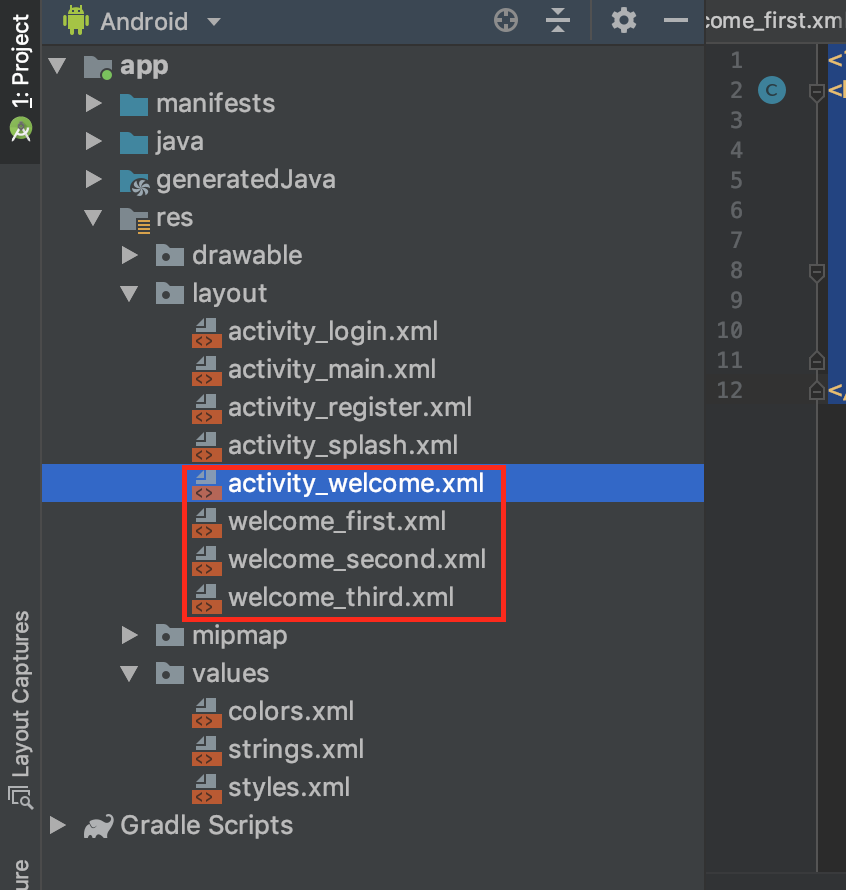 1: Project
Layout Captures
Android
app
manifests
java
generatedJava
res
drawable
layout
activity_login.xml
activity_main.xml
activity_register.xml
activity_splash.xml
activity_welcome.xml
welcome_first.xml
welcome_second.xml
welcome_third.xml
mipmap
values
colors.xml
strings.xml
styles.xml
Gradle Scripts
come_first.xm
1
2 C
3
4
5
6
7
8
9
10
11
12